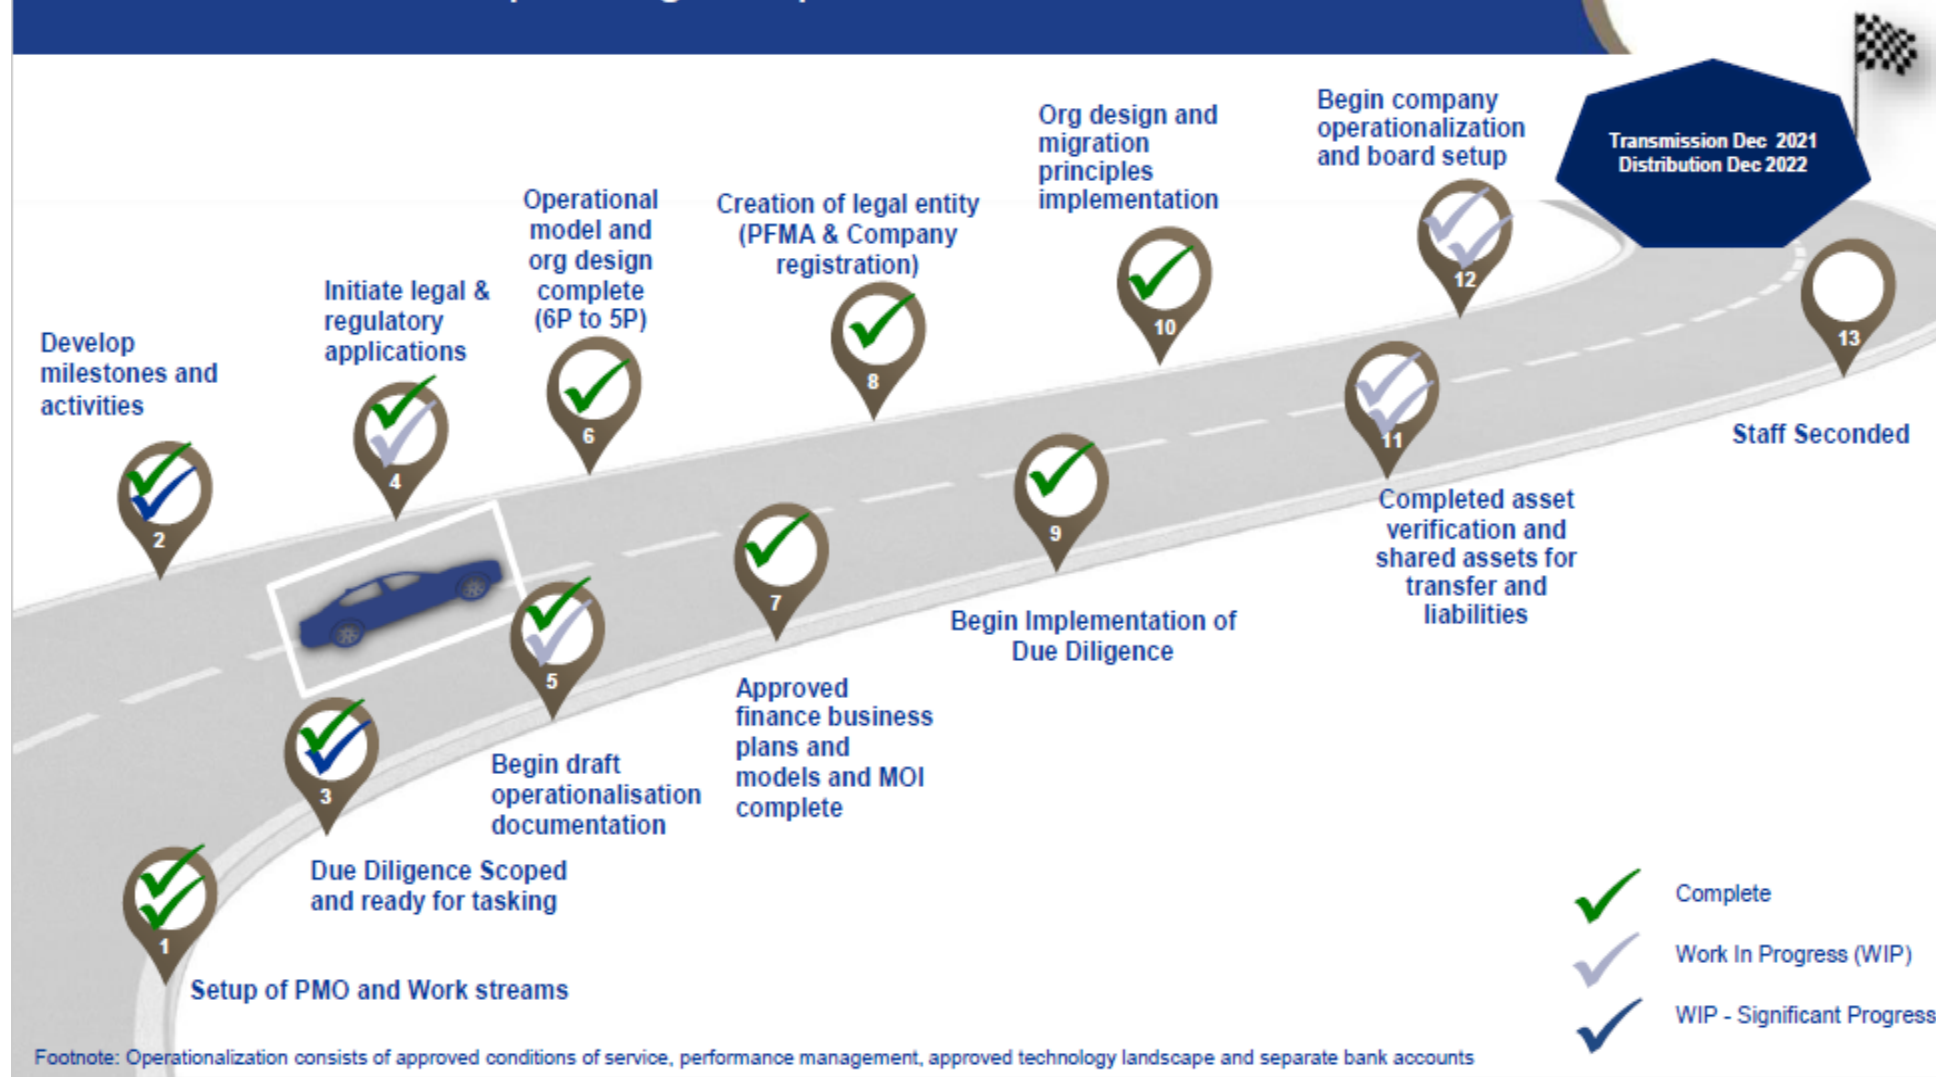 Transmission Dec 2021
Distribution Dec 2022
Begin company
operationalization
and board setup
12
Org design and
migration
principles
implementation
10
Creation of legal entity
(PFMA & Company
registration)
8
Operational
model and
org design
complete
(6P to 5P)
6
Initiate legal &
regulatory
applications
4
Develop
milestones and
activities
2
13
Staff Seconded
11
Completed asset
verification and
shared assets for
transfer and
liabilities
9
Begin Implementation of
Due Diligence
7
Approved
finance business
plans and
models and MOI
complete
5
Begin draft
operationalisation
documentation
3
Due Diligence Scoped
and ready for tasking
1
Setup of PMO and Work streams
Complete
Work In Progress (WIP)
WIP - Significant Progress
Footnote: Operationalization consists of approved conditions of service, performance management, approved technology landscape and separate bank accounts